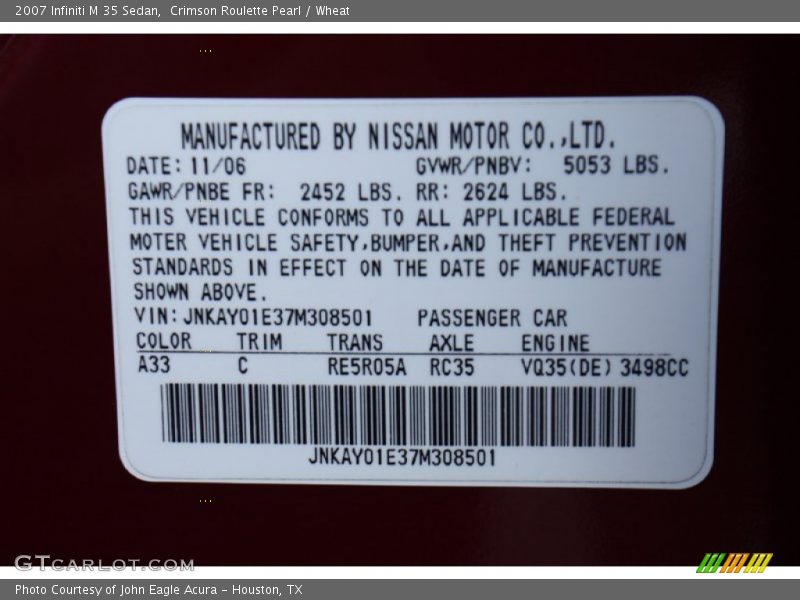 2007 Infiniti M 35 Sedan,  Crimson Roulette Pearl / Wheat
MANUFACTURED BY NISSAN MOTOR CO.,LTD.
DATE: 11/06 GVWR/PNBV: 5053 LBS.
GAWR/PNBE FR: 2452 LBS. RR: 2624 LBS.
THIS VEHICLE CONFORMS TO ALL APPLICABLE FEDERAL
MOTER VEHICLE SAFETY,BUMPER,AND THEFT PREVENTION
STANDARDS IN EFFECT ON THE DATE OF MANUFACTURE
SHOWN ABOVE.
VIN: JNKAY01E37M308501 PASSENGER CAR
COLOR TRIM TRANS AXLE ENGINE
A33 C RE5R05A RC35 VQ35(DE) 3498CC
JNKAY01E37M308501
GTCARLOT.COM
Photo Courtesy of John Eagle Acura - Houston, TX